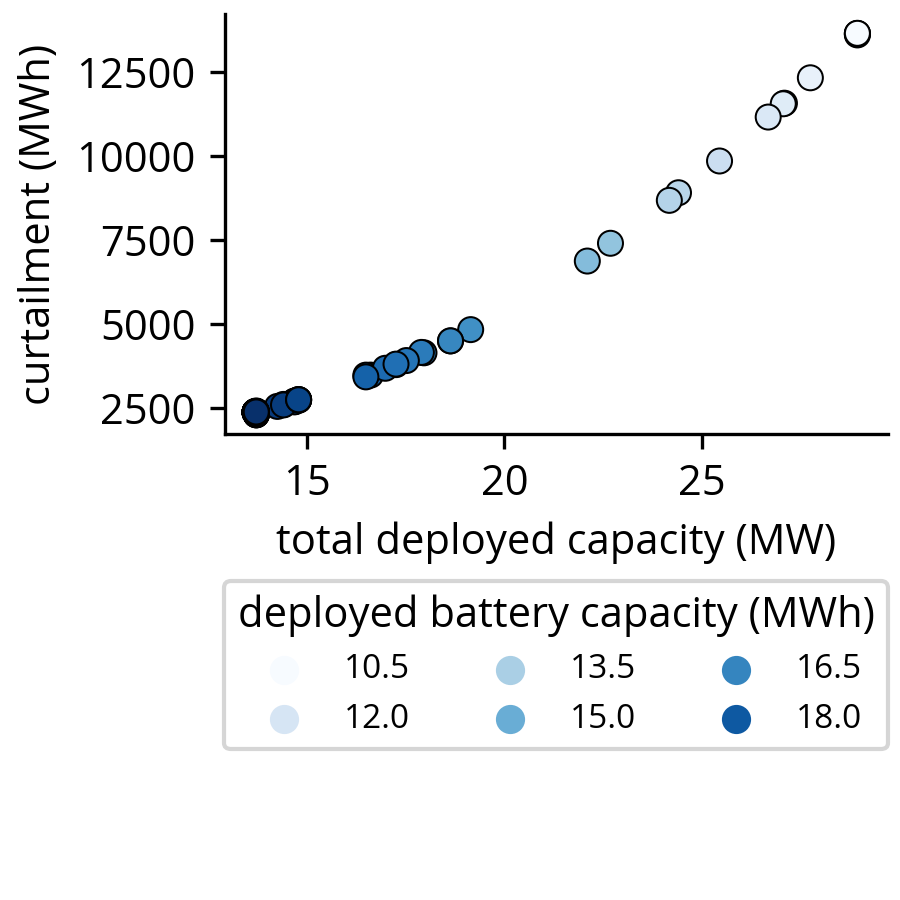 curtailment (MWh)
12500
10000
7500
5000
2500
15 20 25
total deployed capacity (MW)
deployed battery capacity (MWh)
10.5 13.5 16.5
12.0 15.0 18.0